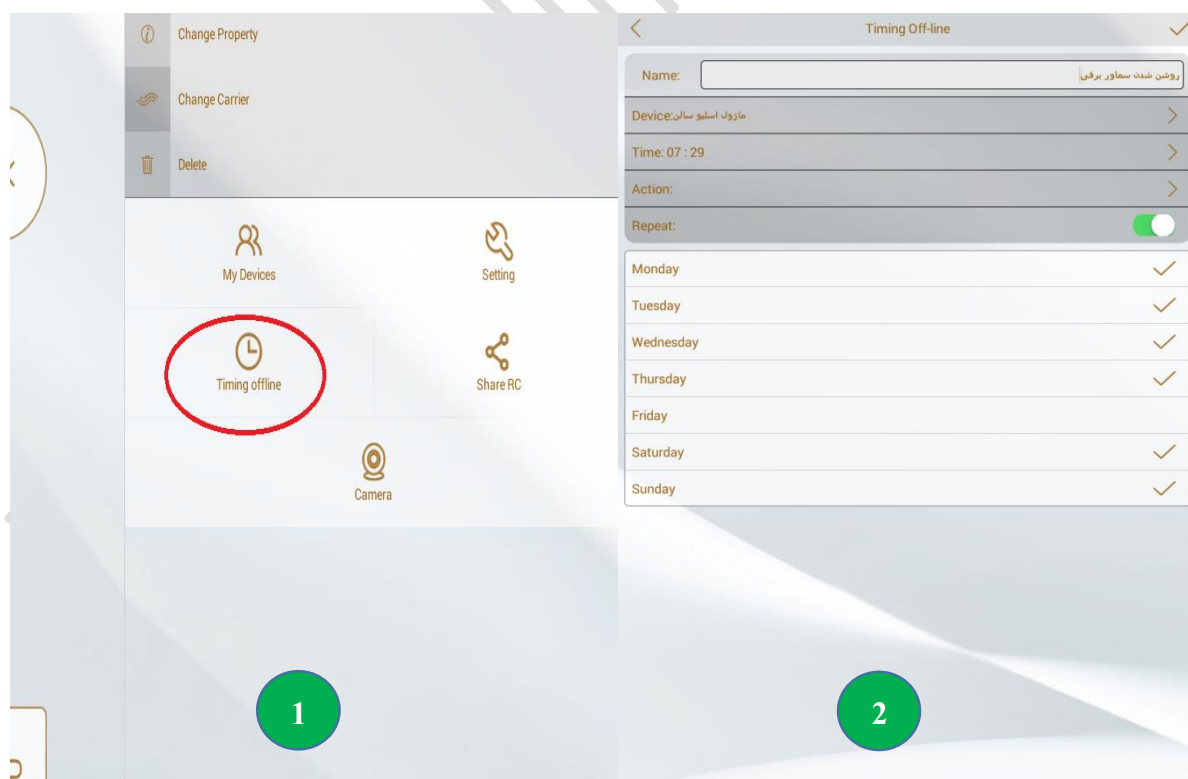 Change Property
Change Carrier
Delete
My Devices
Setting
Timing offline
Share RC
Camera
1
Timing Off-line
Name: روشن شدن سماور برقی
Device:ماژول اسلیو سالن
Time: 07 : 29
Action:
Repeat:
Monday
Tuesday
Wednesday
Thursday
Friday
Saturday
Sunday
2